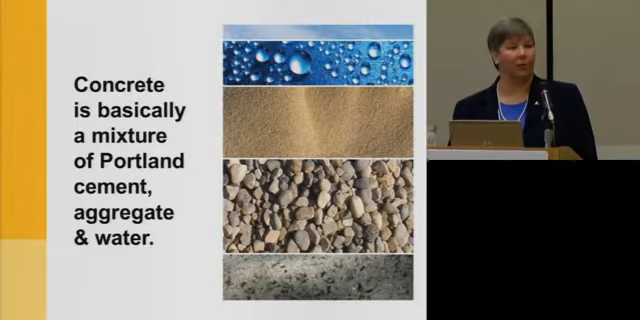 Concrete
is basically
a mixture
of Portland
cement,
aggregate
& water.